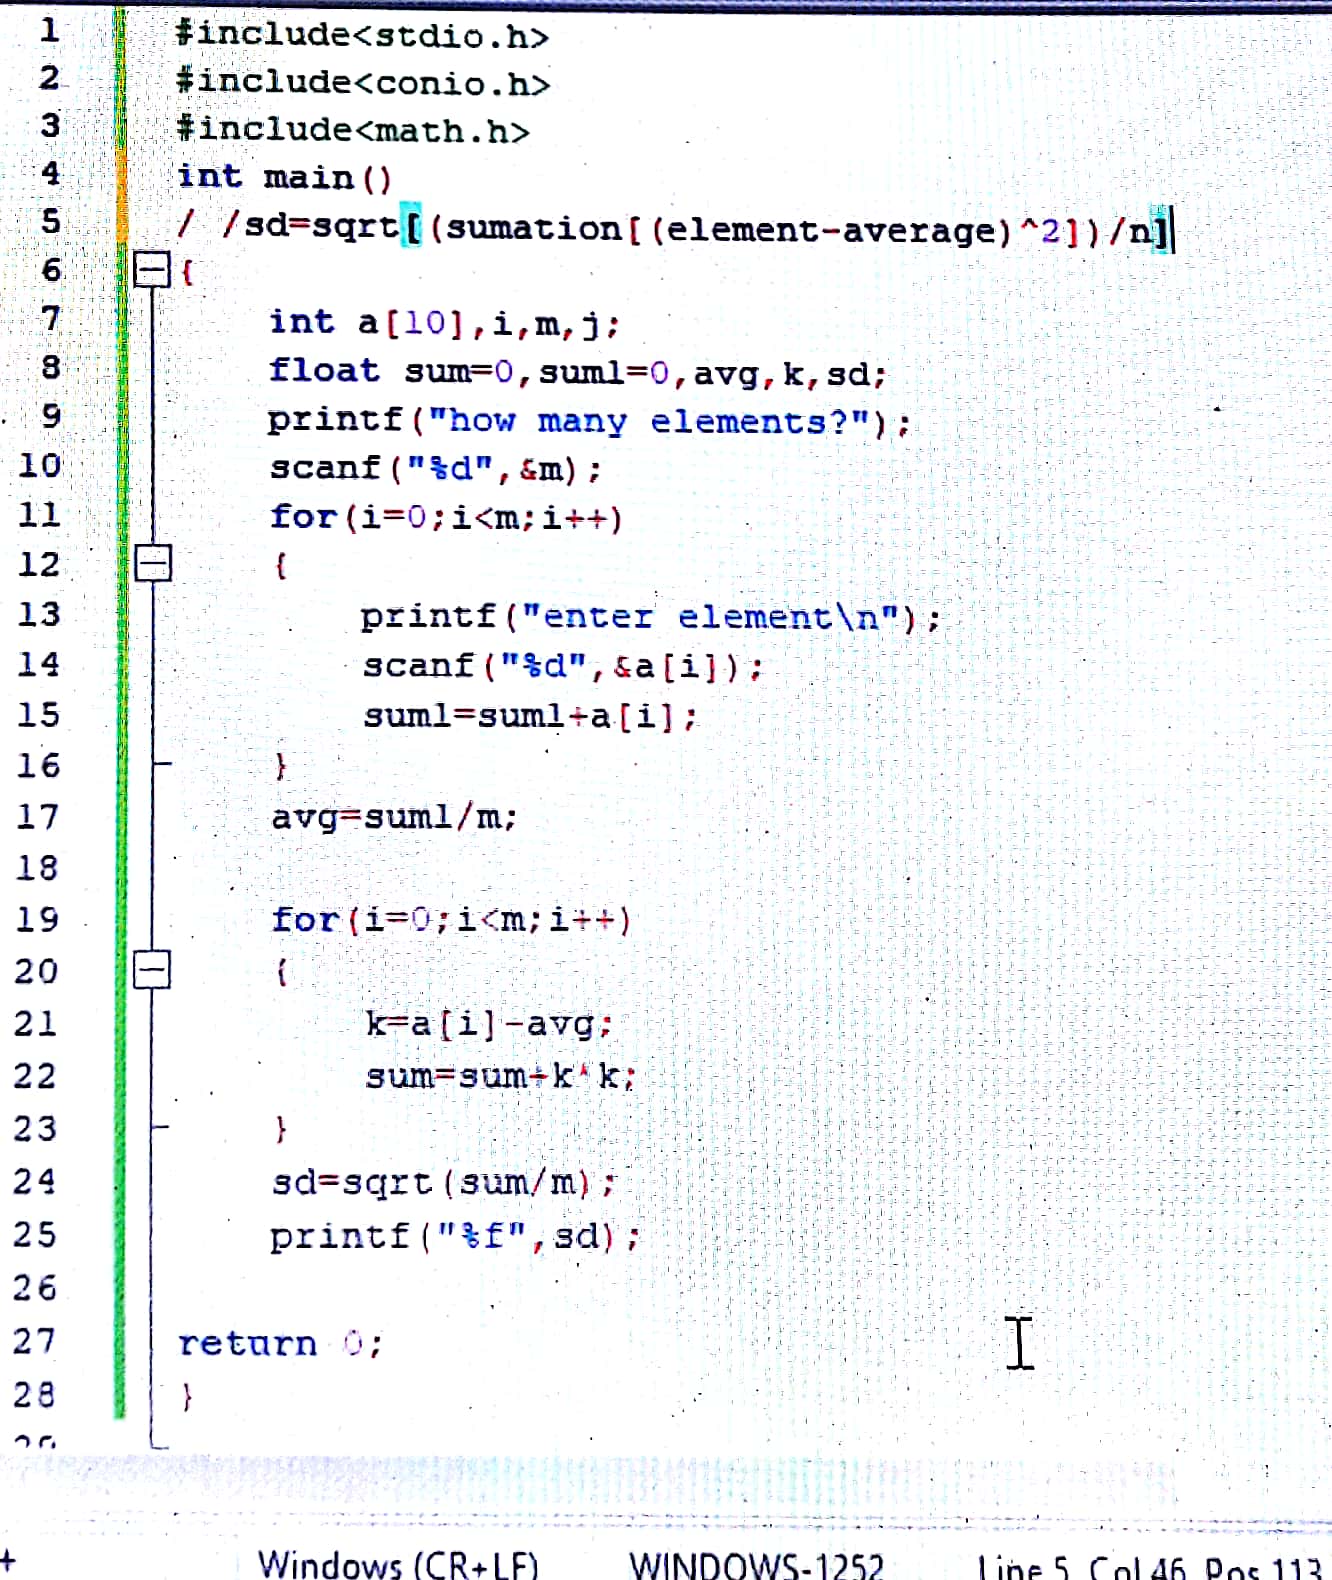 1 #include<stdio.h>
2 #include<conio.h>
3 #include<math.h>
4 int main()
5 / /sd=sqrt[(sumation[(element-average)^2])/n]
6 {
7 int a[10],i,m,j;
8 float sum=0,sum1=0,avg,k,sd;
9 printf("how many elements?");
10 scanf("%d",&m);
11 for(i=0;i<m;i++)
12 {
13 printf("enter element\n");
14 scanf("%d",&a[i]);
15 sum1=sum1+a[i];
16 }
17 avg=sum1/m;
18
19 for(i=0;i<m;i++)
20 {
21 k=a[i]-avg;
22 sum=sum+k*k;
23 }
24 sd=sqrt(sum/m);
25 printf("%f",sd);
26
27 return 0;
28 }
+ Windows (CR+LF) WINDOWS-1252 Line 5, Col 46, Pos 113